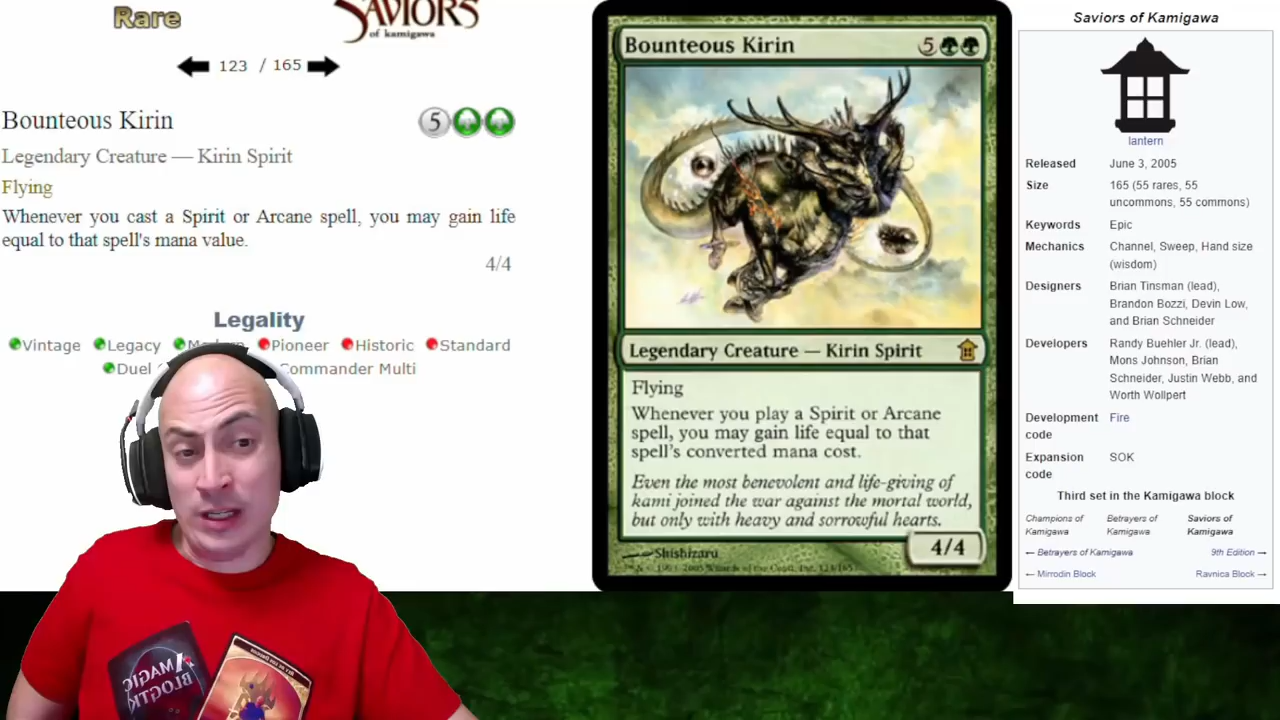 Rare
SAVIORS
of kamigawa
123 / 165
Bounteous Kirin
5
Legendary Creature — Kirin Spirit
Flying
Whenever you cast a Spirit or Arcane spell, you may gain life
equal to that spell's mana value.
4/4
Legality
Vintage Legacy Modern Pioneer Historic Standard
Duel Commander Multi
MAGIC
BLOGTIC
Bounteous Kirin 5
Legendary Creature — Kirin Spirit
Flying
Whenever you play a Spirit or Arcane
spell, you may gain life equal to that
spell's converted mana cost.
Even the most benevolent and life-giving of
kami joined the war against the mortal world,
but only with heavy and sorrowful hearts.
Shishizaru
4/4
Saviors of Kamigawa
lantern
Released June 3, 2005
Size 165 (55 rares, 55
uncommons, 55 commons)
Keywords Epic
Mechanics Channel, Sweep, Hand size
(wisdom)
Designers Brian Tinsman (lead),
Brandon Bozzi, Devin Low,
and Brian Schneider
Developers Randy Buehler Jr. (lead),
Mons Johnson, Brian
Schneider, Justin Webb, and
Worth Wollpert
Development Fire
code
Expansion SOK
code
Third set in the Kamigawa block
Champions of Betrayers of Saviors of
Kamigawa Kamigawa Kamigawa
← Betrayers of Kamigawa 9th Edition →
← Mirrodin Block Ravnica Block →